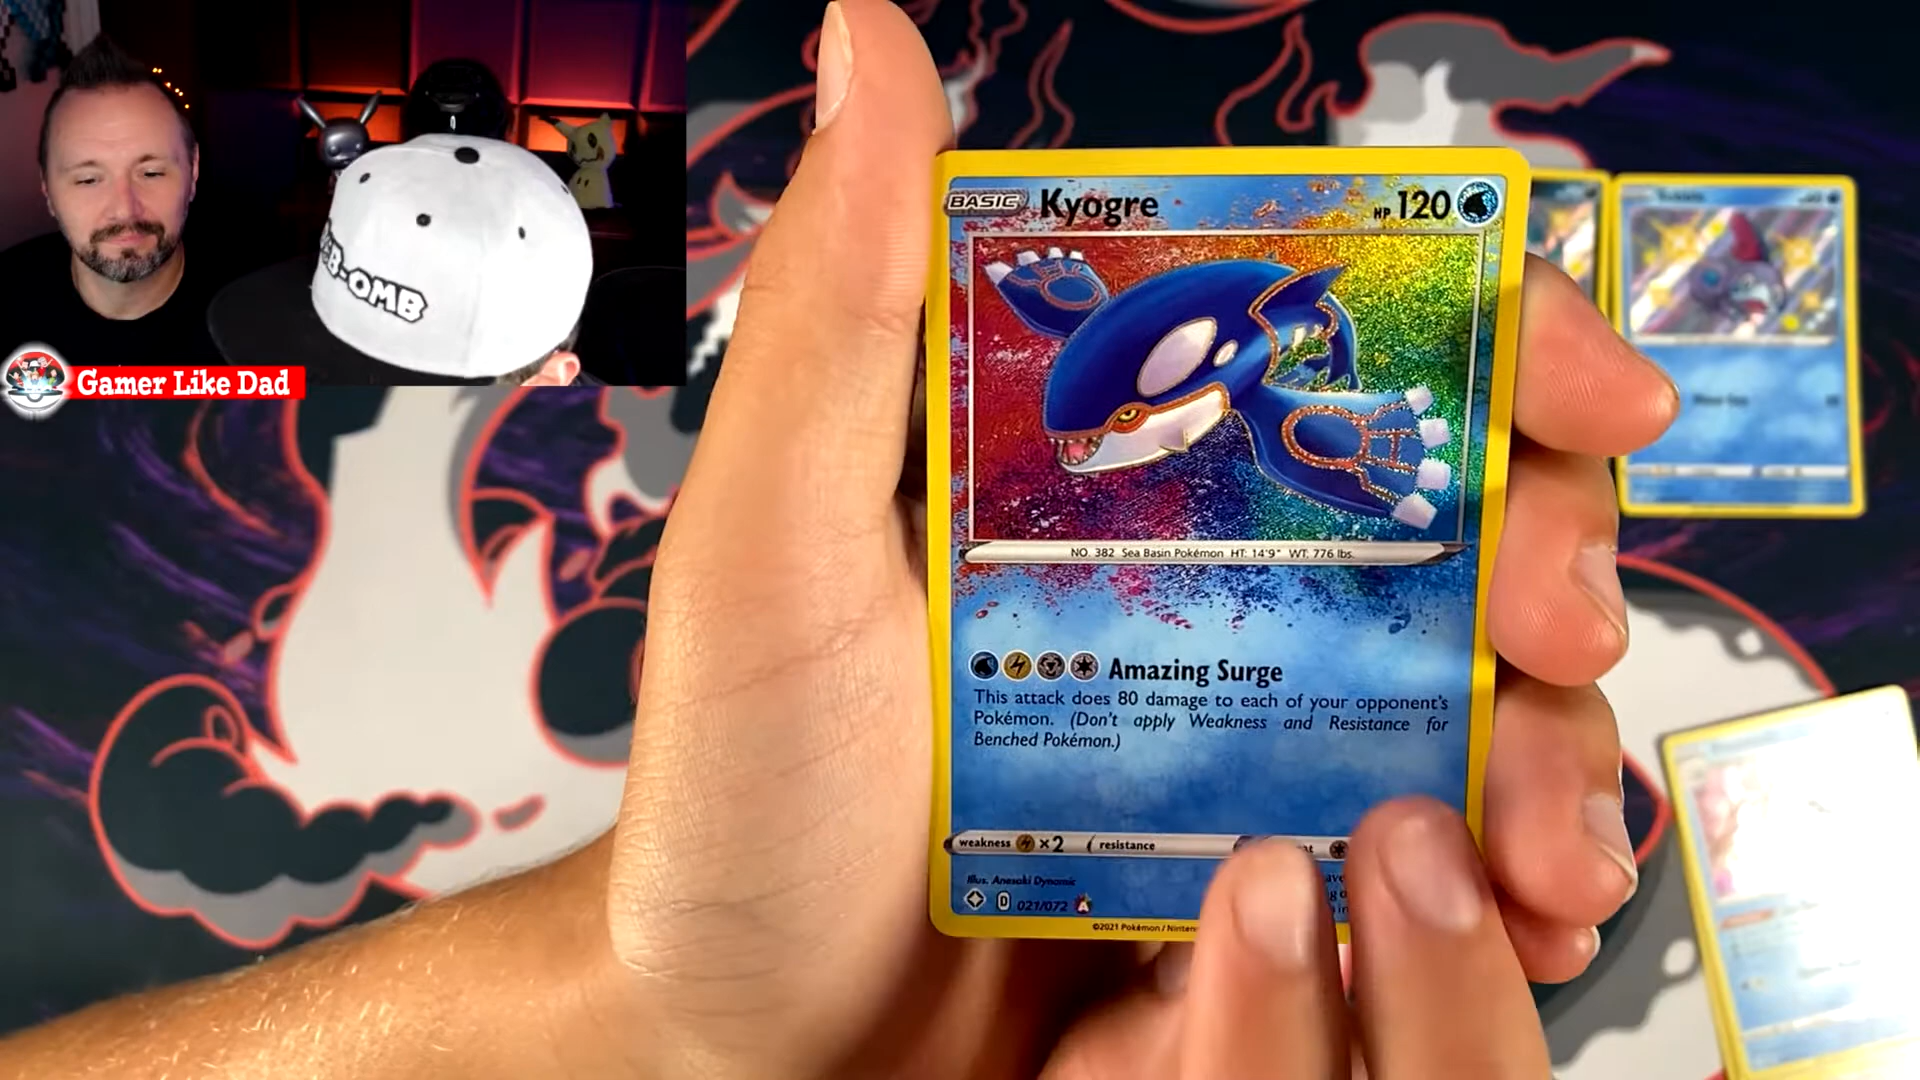 B-OMB
Gamer Like Dad
BASIC Kyogre HP 120
NO. 382 Sea Basin Pokémon HT: 14'9" WT: 776 lbs.
Amazing Surge
This attack does 80 damage to each of your opponent's
Pokémon. (Don't apply Weakness and Resistance for
Benched Pokémon.)
weakness ×2 resistance
Illus. Anesaki Dynamic
D 021/072 A
©2021 Pokémon / Ninten